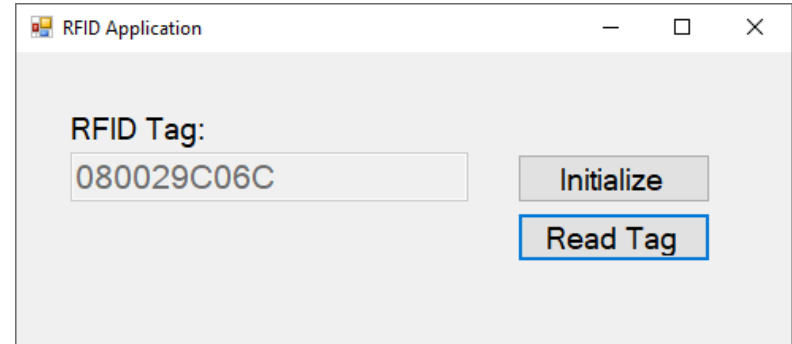 RFID Application
RFID Tag:
080029C06C
Initialize
Read Tag